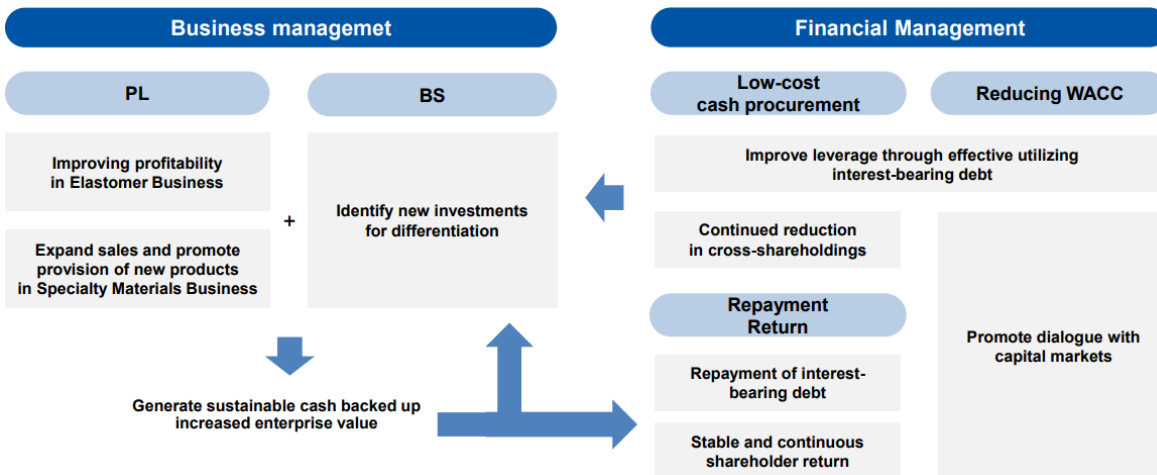 Business managemet
PL
BS
Improving profitability
in Elastomer Business
+
Expand sales and promote
provision of new products
in Specialty Materials Business
Identify new investments
for differentiation
Generate sustainable cash backed up
increased enterprise value
Financial Management
Low-cost
cash procurement
Reducing WACC
Improve leverage through effective utilizing
interest-bearing debt
Continued reduction
in cross-shareholdings
Repayment
Return
Repayment of interest-
bearing debt
Stable and continuous
shareholder return
Promote dialogue with
capital markets